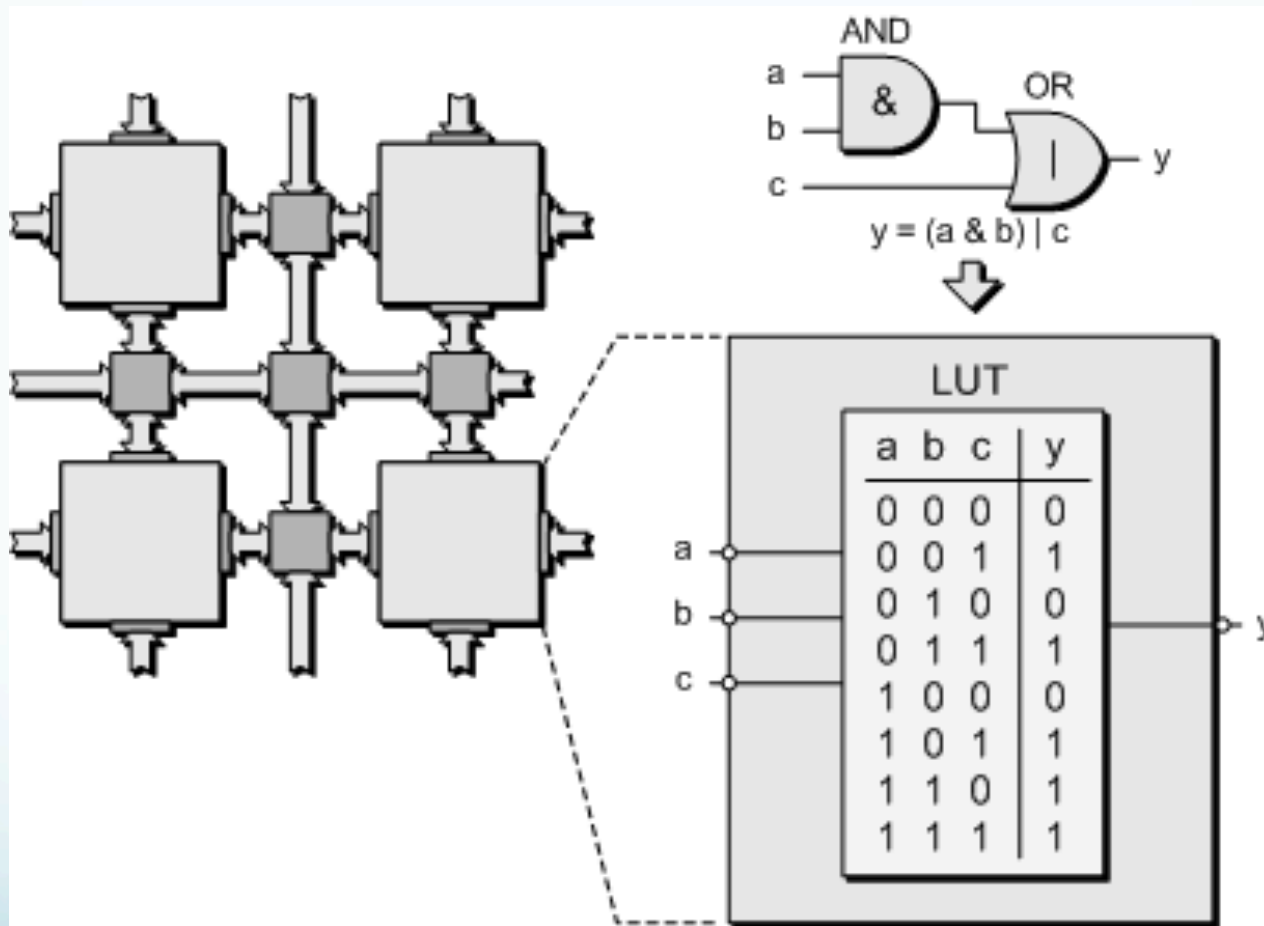 AND
a
&
OR
b
|
y
c
y = (a & b) | c
LUT
a b c y
0 0 0 0
0 0 1 1
0 1 0 0
0 1 1 1
1 0 0 0
1 0 1 1
1 1 0 1
1 1 1 1
a
b
c
y